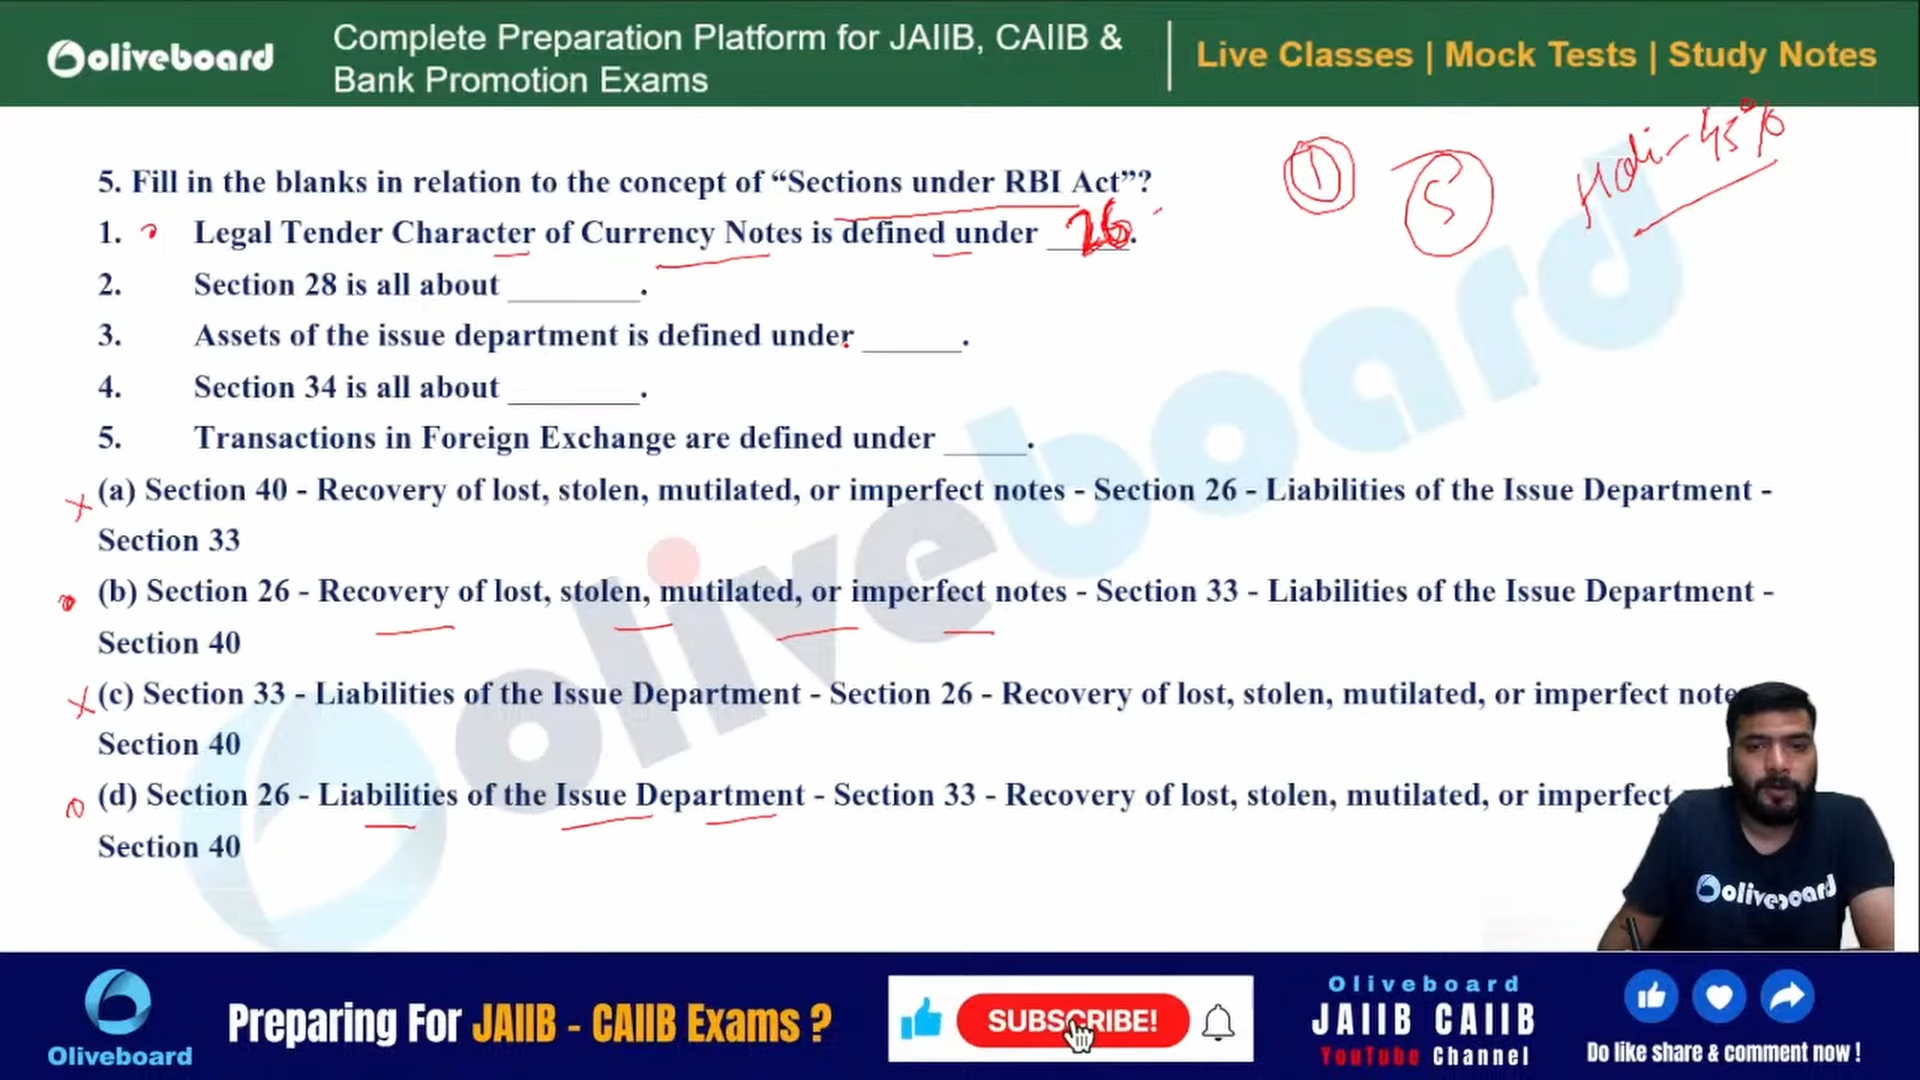 oliveboard
Complete Preparation Platform for JAIIB, CAIIB &
Bank Promotion Exams
Live Classes | Mock Tests | Study Notes
5. Fill in the blanks in relation to the concept of “Sections under RBI Act”?
1. Legal Tender Character of Currency Notes is defined under 26.
2. Section 28 is all about ________.
3. Assets of the issue department is defined under ______.
4. Section 34 is all about ________.
5. Transactions in Foreign Exchange are defined under _____.
(a) Section 40 - Recovery of lost, stolen, mutilated, or imperfect notes - Section 26 - Liabilities of the Issue Department -
Section 33
(b) Section 26 - Recovery of lost, stolen, mutilated, or imperfect notes - Section 33 - Liabilities of the Issue Department -
Section 40
(c) Section 33 - Liabilities of the Issue Department - Section 26 - Recovery of lost, stolen, mutilated, or imperfect note
Section 40
(d) Section 26 - Liabilities of the Issue Department - Section 33 - Recovery of lost, stolen, mutilated, or imperfect
Section 40
1
5
45%
oliveboard
oliveboard
Oliveboard
Preparing For JAIIB - CAIIB Exams ?
SUBSCRIBE!
Oliveboard
JAIIB CAIIB
YouTube Channel
Do like share & comment now !